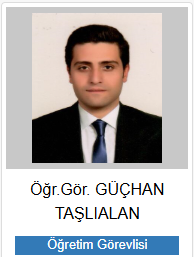 Öğr.Gör. GÜÇHAN
TAŞLIALAN
Öğretim Görevlisi